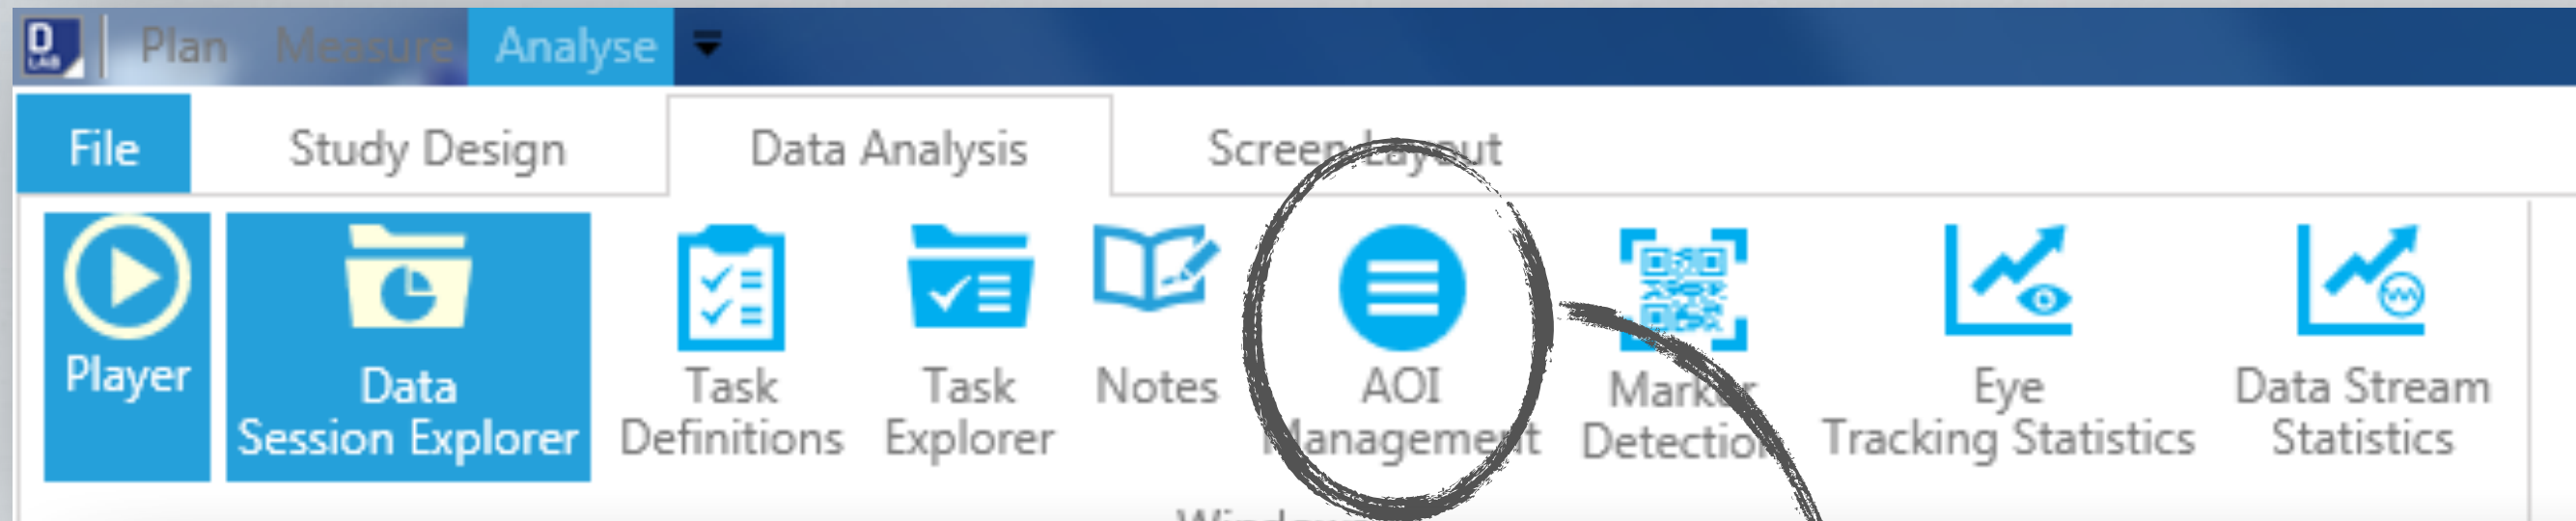 D
LAB
Plan Measure Analyse
File Study Design Data Analysis Screen Layout
Player
Data
Session Explorer
Task
Definitions
Task
Explorer
Notes
AOI
Management
Marker
Detection
Eye
Tracking Statistics
Data Stream
Statistics